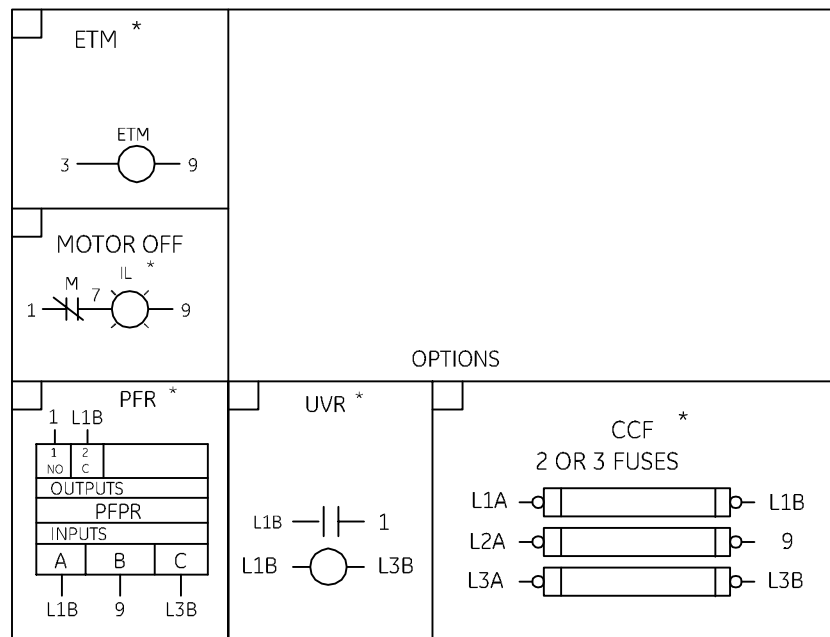 ETM *
ETM
3 9
MOTOR OFF
IL *
M
1 7 9
OPTIONS
PFR *
1 L1B
1 2
NO C
OUTPUTS
PFPR
INPUTS
A B C
L1B 9 L3B
UVR *
L1B 1
L1B L3B
CCF *
2 OR 3 FUSES
L1A L1B
L2A 9
L3A L3B